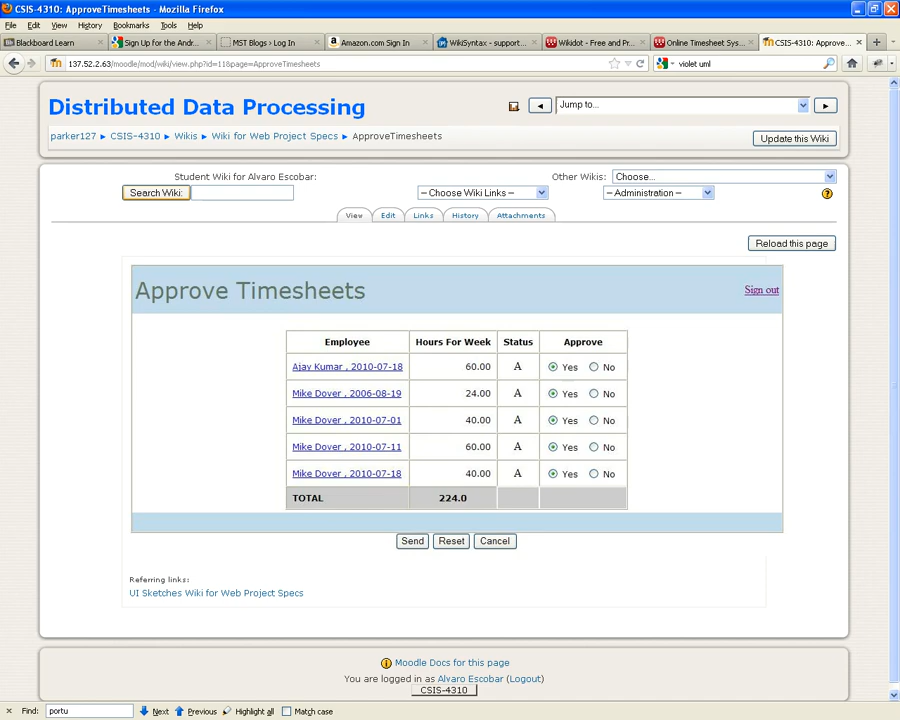 CSIS-4310: ApproveTimesheets - Mozilla Firefox
File Edit View History Bookmarks Tools Help
Blackboard Learn Sign Up for the Andr... MST Blogs › Log In Amazon.com Sign In WikiSyntax - support... Wikidot - Free and Pr... Online Timesheet Sys... CSIS-4310: Approve...
137.52.2.63/moodle/mod/wiki/view.php?id=11&page=ApproveTimesheets violet uml
Distributed Data Processing
Jump to...
parker127 ► CSIS-4310 ► Wikis ► Wiki for Web Project Specs ► ApproveTimesheets
Update this Wiki
Student Wiki for Alvaro Escobar: Other Wikis: Choose...
Search Wiki: -- Choose Wiki Links -- -- Administration --
View Edit Links History Attachments
Reload this page
Approve Timesheets Sign out
Employee Hours For Week Status Approve
Ajay Kumar , 2010-07-18 60.00 A Yes No
Mike Dover , 2006-08-19 24.00 A Yes No
Mike Dover , 2010-07-01 40.00 A Yes No
Mike Dover , 2010-07-11 60.00 A Yes No
Mike Dover , 2010-07-18 40.00 A Yes No
TOTAL 224.0
Send Reset Cancel
Referring links:
UI Sketches Wiki for Web Project Specs
Moodle Docs for this page
You are logged in as Alvaro Escobar (Logout)
CSIS-4310
Find: portu Next Previous Highlight all Match case